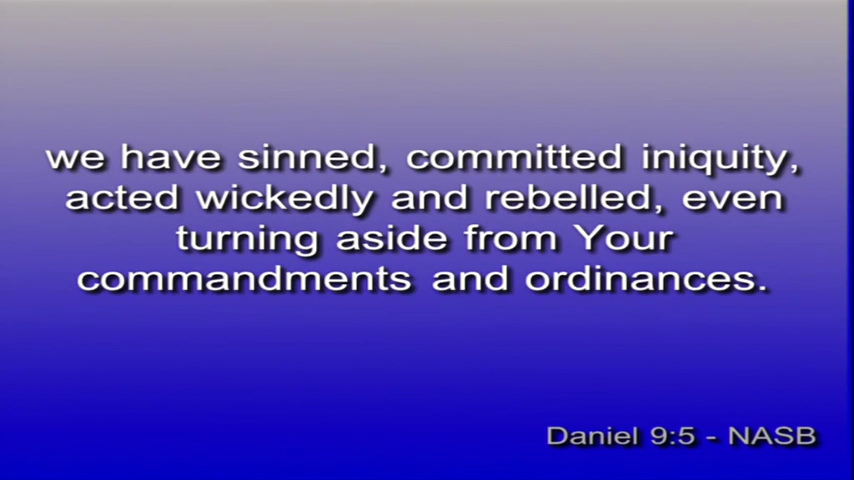 we have sinned, committed iniquity,
acted wickedly and rebelled, even
turning aside from Your
commandments and ordinances.
Daniel 9:5 - NASB